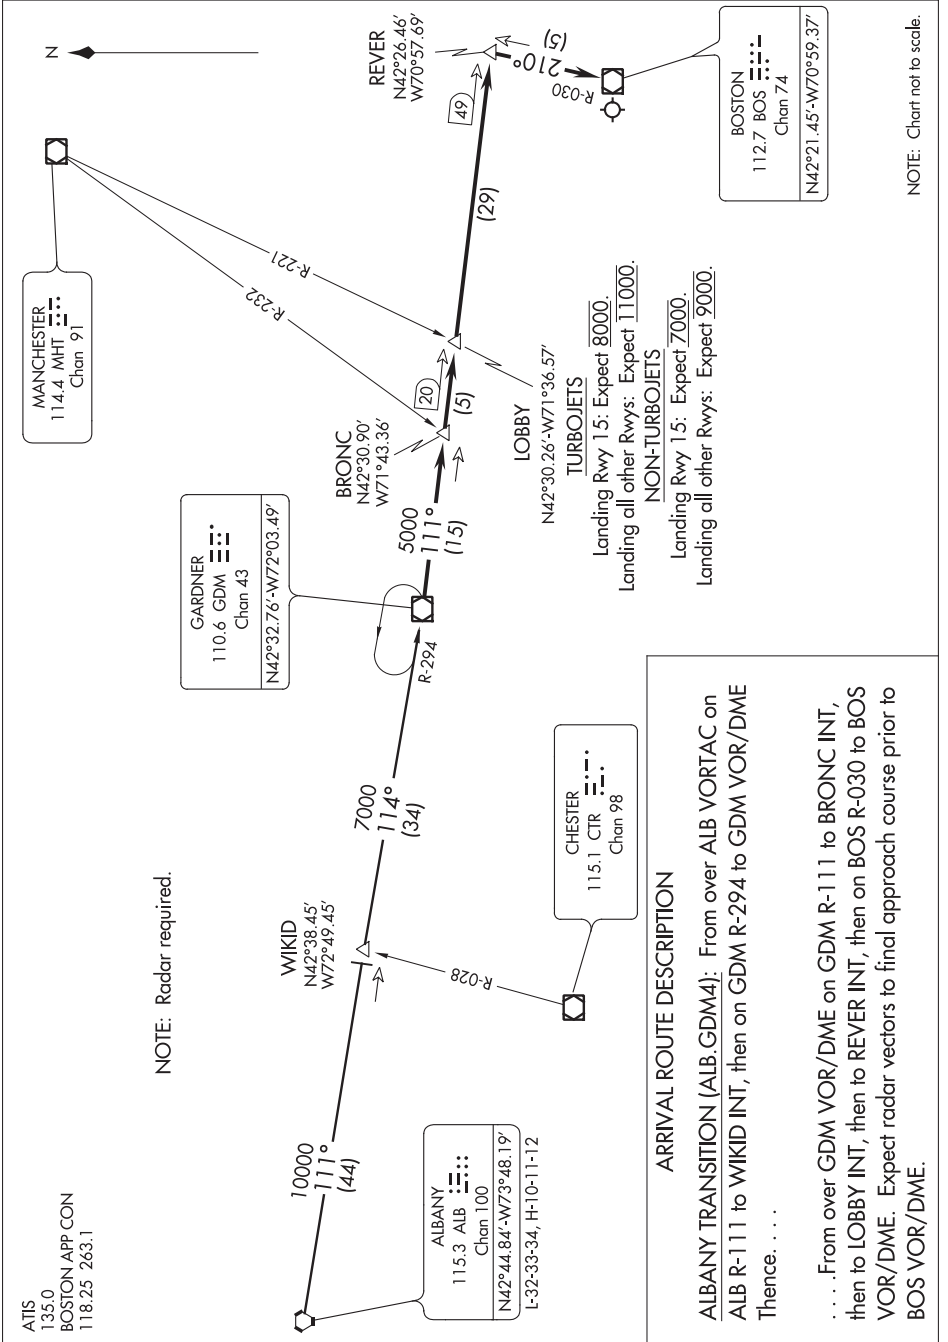 ATIS
135.0
BOSTON APP CON
118.25 263.1
NOTE: Radar required.
N
MANCHESTER
114.4 MHT
Chan 91
R-232
R-221
REVER
N42°26.46′
W70°57.69′
49
(5)
210°
R-030
(29)
BOSTON
112.7 BOS
Chan 74
N42°21.45′-W70°59.37′
NOTE: Chart not to scale.
GARDNER
110.6 GDM
Chan 43
N42°32.76′-W72°03.49′
BRONC
N42°30.90′
W71°43.36′
20
(5)
5000
111°
(15)
R-294
LOBBY
N42°30.26′-W71°36.57′
TURBOJETS
Landing Rwy 15: Expect 8000.
Landing all other Rwys: Expect 11000.
NON-TURBOJETS
Landing Rwy 15: Expect 7000.
Landing all other Rwys: Expect 9000.
7000
114°
(34)
WIKID
N42°38.45′
W72°49.45′
R-028
CHESTER
115.1 CTR
Chan 98
10000
111°
(44)
ALBANY
115.3 ALB
Chan 100
N42°44.84′-W73°48.19′
L-32-33-34, H-10-11-12
ARRIVAL ROUTE DESCRIPTION
ALBANY TRANSITION (ALB.GDM4): From over ALB VORTAC on
ALB R-111 to WIKID INT, then on GDM R-294 to GDM VOR/DME
Thence. . . .
. . . .From over GDM VOR/DME on GDM R-111 to BRONC INT,
then to LOBBY INT, then to REVER INT, then on BOS R-030 to BOS
VOR/DME. Expect radar vectors to final approach course prior to
BOS VOR/DME.